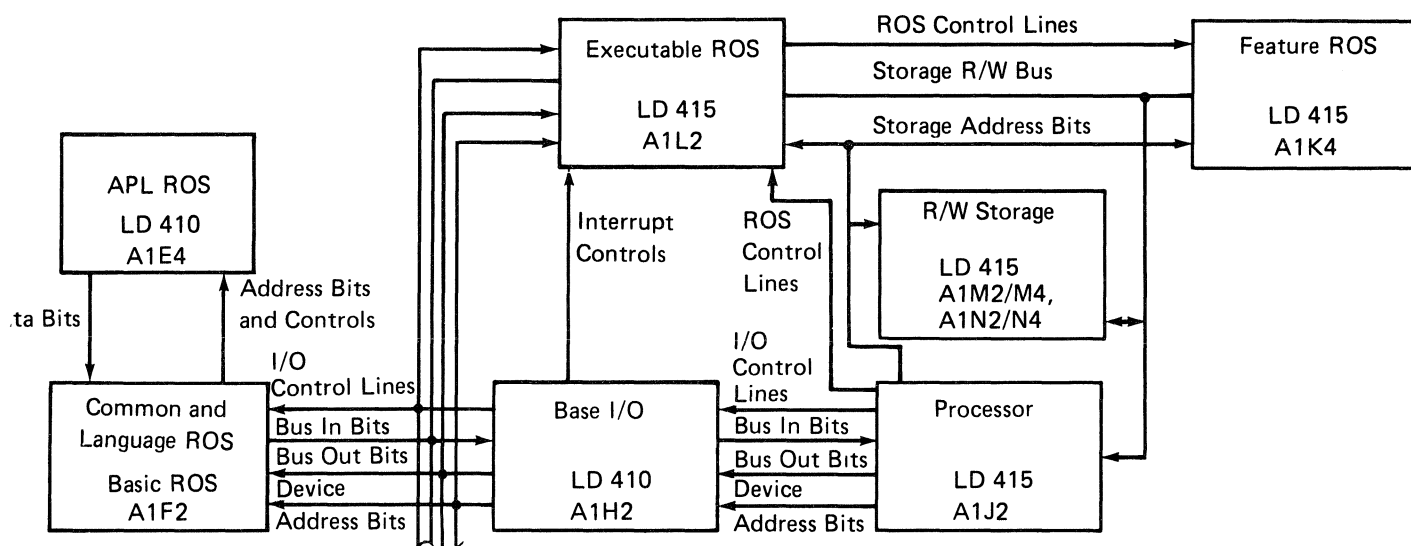 Executable ROS
LD 415
A1L2
ROS Control Lines
Storage R/W Bus
Storage Address Bits
Feature ROS
LD 415
A1K4
APL ROS
LD 410
A1E4
Interrupt
Controls
ROS
Control
Lines
R/W Storage
LD 415
A1M2/M4,
A1N2/N4
ta Bits
Address Bits
and Controls
I/O
Control Lines
Bus In Bits
Bus Out Bits
Device
Address Bits
Common and
Language ROS
Basic ROS
A1F2
Base I/O
LD 410
A1H2
I/O
Control
Lines
Bus In Bits
Bus Out Bits
Device
Address Bits
Processor
LD 415
A1J2